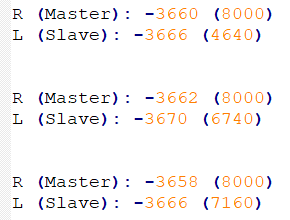 R (Master): -3660 (8000)
L (Slave): -3666 (4640)
R (Master): -3662 (8000)
L (Slave): -3670 (6740)
R (Master): -3658 (8000)
L (Slave): -3666 (7160)